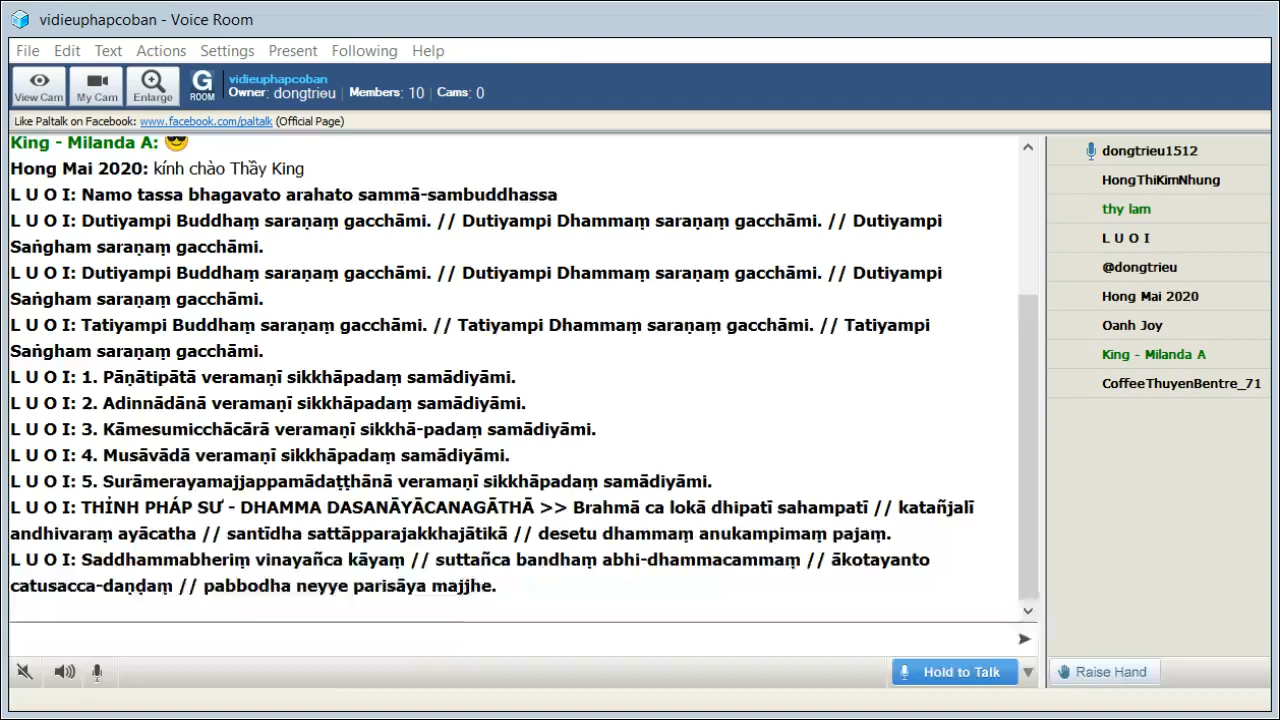 vidieuphapcoban - Voice Room
File Edit Text Actions Settings Present Following Help
View Cam My Cam Enlarge G ROOM
vidieuphapcoban
Owner: dongtrieu | Members: 10 | Cams: 0
Like Paltalk on Facebook: www.facebook.com/paltalk (Official Page)
King - Milanda A: 😎
Hong Mai 2020: kính chào Thầy King
L U O I: Namo tassa bhagavato arahato sammā-sambuddhassa
L U O I: Dutiyampi Buddhaṃ saraṇaṃ gacchāmi. // Dutiyampi Dhammaṃ saraṇaṃ gacchāmi. // Dutiyampi
Saṅgham saraṇaṃ gacchāmi.
L U O I: Dutiyampi Buddhaṃ saraṇaṃ gacchāmi. // Dutiyampi Dhammaṃ saraṇaṃ gacchāmi. // Dutiyampi
Saṅgham saraṇaṃ gacchāmi.
L U O I: Tatiyampi Buddhaṃ saraṇaṃ gacchāmi. // Tatiyampi Dhammaṃ saraṇaṃ gacchāmi. // Tatiyampi
Saṅgham saraṇaṃ gacchāmi.
L U O I: 1. Pāṇātipātā veramaṇī sikkhāpadaṃ samādiyāmi.
L U O I: 2. Adinnādānā veramaṇī sikkhāpadaṃ samādiyāmi.
L U O I: 3. Kāmesumicchācārā veramaṇī sikkhā-padaṃ samādiyāmi.
L U O I: 4. Musāvādā veramaṇī sikkhāpadaṃ samādiyāmi.
L U O I: 5. Surāmerayamajjappamādaṭṭhānā veramaṇī sikkhāpadaṃ samādiyāmi.
L U O I: THỈNH PHÁP SƯ - DHAMMA DASANĀYĀCANAGĀTHĀ >> Brahmā ca lokā dhipatī sahampatī // katañjalī
andhivaraṃ ayācatha // santīdha sattāpparajakkhajātikā // desetu dhammaṃ anukampimaṃ pajaṃ.
L U O I: Saddhammabheriṃ vinayañca kāyaṃ // suttañca bandhaṃ abhi-dhammacammaṃ // ākotayanto
catusacca-daṇḍaṃ // pabbodha neyye parisāya majjhe.
dongtrieu1512
HongThiKimNhung
thy lam
L U O I
@dongtrieu
Hong Mai 2020
Oanh Joy
King - Milanda A
CoffeeThuyenBentre_71
Hold to Talk
Raise Hand